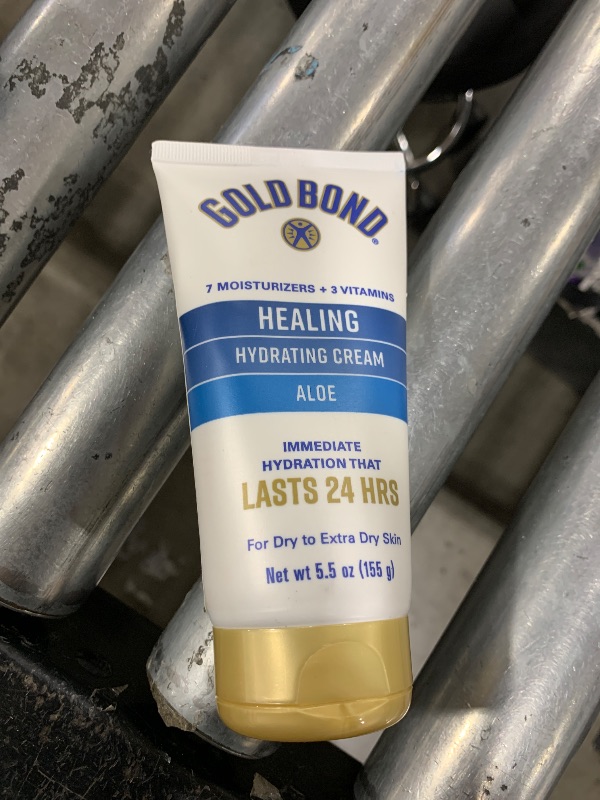 GOLD BOND®
7 MOISTURIZERS + 3 VITAMINS
HEALING
HYDRATING CREAM
ALOE
IMMEDIATE
HYDRATION THAT
LASTS 24 HRS
For Dry to Extra Dry Skin
Net wt 5.5 oz (155 g)